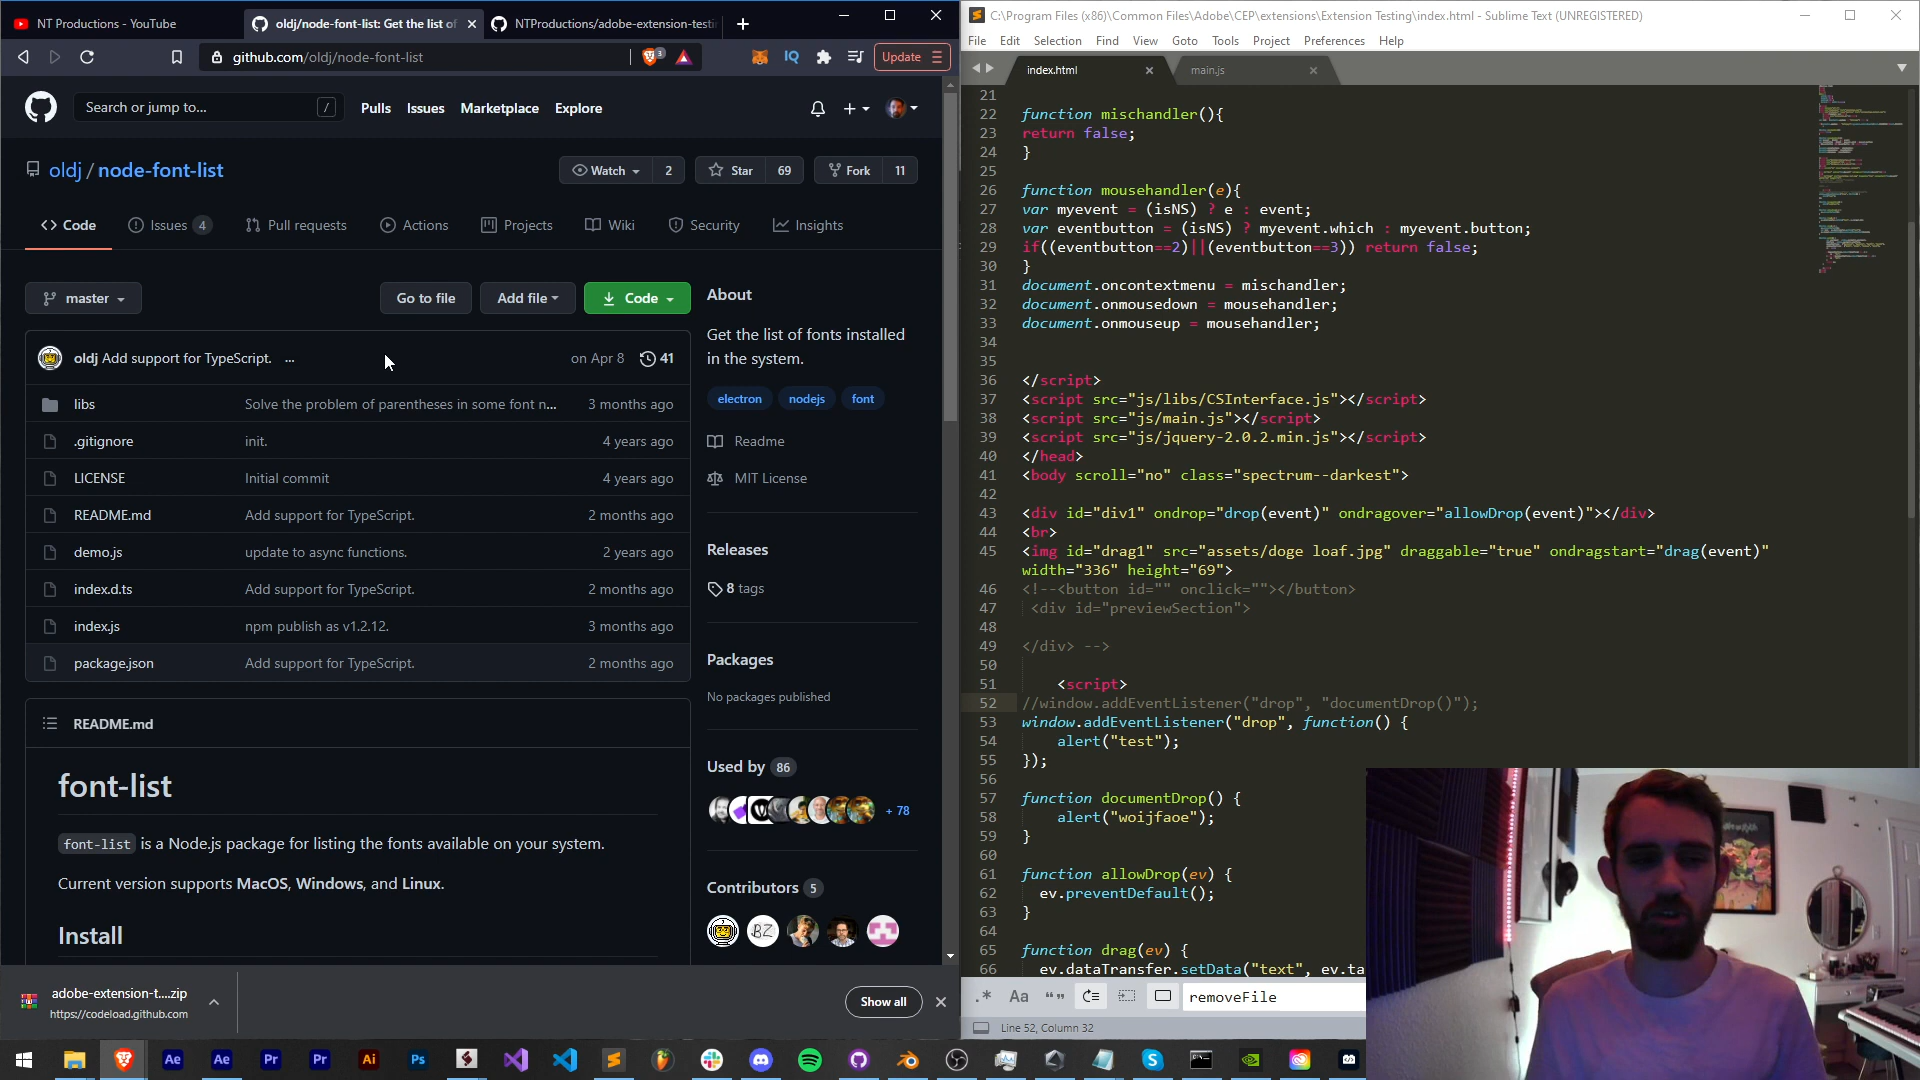 NT Productions - YouTube
oldj/node-font-list: Get the list of
NTProductions/adobe-extension-testin
github.com/oldj/node-font-list
3
IQ
Update
Search or jump to...
/
Pulls
Issues
Marketplace
Explore
oldj / node-font-list
Watch
2
Star
69
Fork
11
Code
Issues 4
Pull requests
Actions
Projects
Wiki
Security
Insights
master
Go to file
Add file
Code
oldj Add support for TypeScript. ...
on Apr 8
41
libs
Solve the problem of parentheses in some font n...
3 months ago
.gitignore
init.
4 years ago
LICENSE
Initial commit
4 years ago
README.md
Add support for TypeScript.
2 months ago
demo.js
update to async functions.
2 years ago
index.d.ts
Add support for TypeScript.
2 months ago
index.js
npm publish as v1.2.12.
3 months ago
package.json
Add support for TypeScript.
2 months ago
README.md
font-list
font-list is a Node.js package for listing the fonts available on your system.
Current version supports MacOS, Windows, and Linux.
Install
About
Get the list of fonts installed
in the system.
electron
nodejs
font
Readme
MIT License
Releases
8 tags
Packages
No packages published
Used by 86
+ 78
Contributors 5
BZ
adobe-extension-t....zip
https://codeload.github.com
Show all
C:\Program Files (x86)\Common Files\Adobe\CEP\extensions\Extension Testing\index.html - Sublime Text (UNREGISTERED)
File Edit Selection Find View Goto Tools Project Preferences Help
index.html
main.js
21
22 function mischandler(){
23 return false;
24 }
25
26 function mousehandler(e){
27 var myevent = (isNS) ? e : event;
28 var eventbutton = (isNS) ? myevent.which : myevent.button;
29 if((eventbutton==2)||(eventbutton==3)) return false;
30 }
31 document.oncontextmenu = mischandler;
32 document.onmousedown = mousehandler;
33 document.onmouseup = mousehandler;
34
35
36 </script>
37 <script src="js/libs/CSInterface.js"></script>
38 <script src="js/main.js"></script>
39 <script src="js/jquery-2.0.2.min.js"></script>
40 </head>
41 <body scroll="no" class="spectrum--darkest">
42
43 <div id="div1" ondrop="drop(event)" ondragover="allowDrop(event)"></div>
44 <br>
45 <img id="drag1" src="assets/doge loaf.jpg" draggable="true" ondragstart="drag(event)"
width="336" height="69">
46 <!--<button id="" onclick=""></button>
47 <div id="previewSection">
48
49 </div> -->
50
51 <script>
52 //window.addEventListener("drop", "documentDrop()");
53 window.addEventListener("drop", function() {
54 alert("test");
55 });
56
57 function documentDrop() {
58 alert("woijfaoe");
59 }
60
61 function allowDrop(ev) {
62 ev.preventDefault();
63 }
64
65 function drag(ev) {
66 ev.dataTransfer.setData("text", ev.ta
.* Aa “”
removeFile
Line 52, Column 32
Ae
Ae
Pr
Pr
Ai
Ps